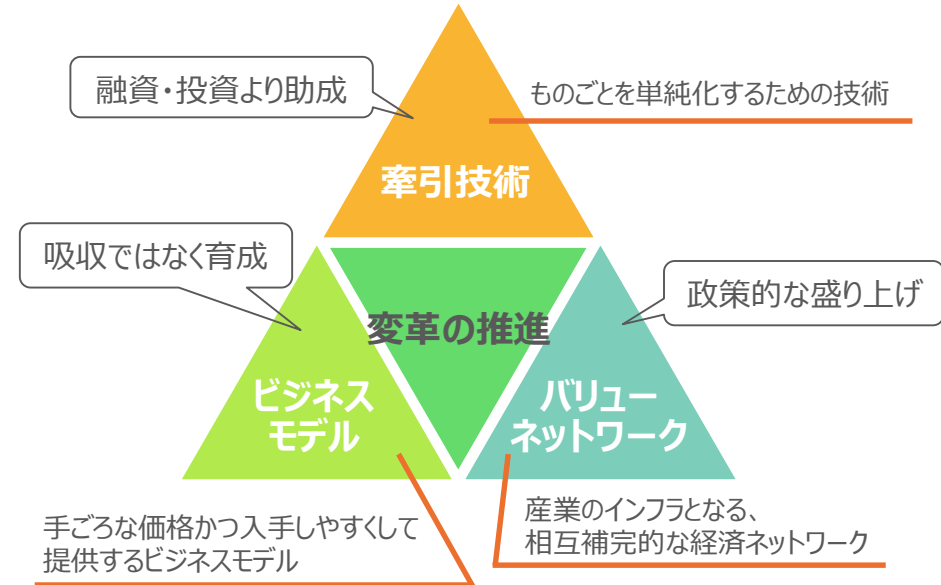 融資・投資より助成
ものごとを単純化するための技術
牽引技術
吸収ではなく育成
政策的な盛り上げ
変革の推進
ビジネス
モデル
バリュー
ネットワーク
手ごろな価格かつ入手しやすくして
提供するビジネスモデル
産業のインフラとなる、
相互補完的な経済ネットワーク